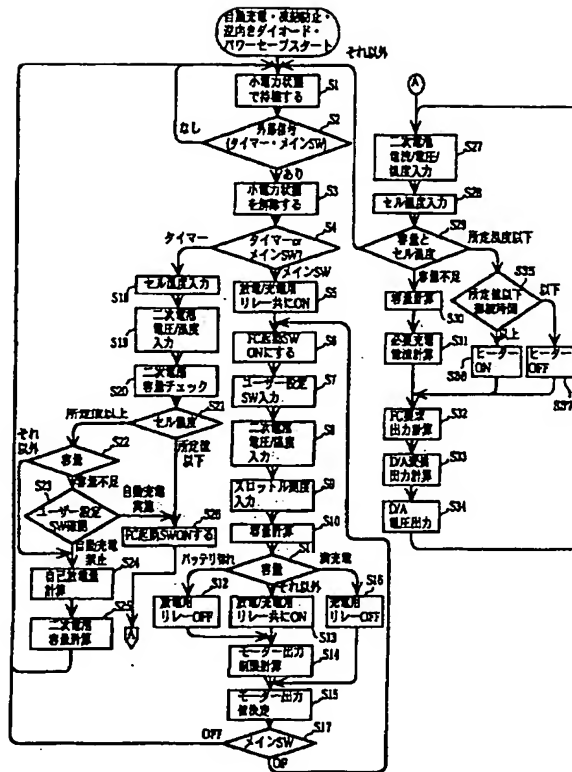 自動充電・凍結防止・
逆向きダイオード・
パワーセーブスタート
それ以外
小電力状態
で待機する
S1
S2
なし
外部信号
(タイマー・メインSW)
あり
小電力状態
を解除する
S3
タイマー
S4
タイマーor
メインSW?
メインSW
セル温度入力
S18
二次電池
電圧/温度
入力
S19
二次電池
容量チェック
S20
S21
セル温度
所定値以上
所定値
以下
それ
以外
S22
容量
容量不足
S23
ユーザー設定
SW確認
自動充電
実施
自動充電
禁止
S26
FC起動SWONする
S24
自己放電量
計算
S25
二次電池
容量計算
A
放電/充電用
リレー共にON
S5
FC起動SW
ONにする
S6
ユーザー設定
SW入力
S7
二次電池
電圧/温度
入力
S8
スロットル開度
入力
S9
容量計算
S10
S11
容量
バッテリ切れ
それ以外
満充電
S12
放電用
リレーOFF
放電/充電用
リレー共にON
S13
S16
充電用
リレーOFF
モーター出力
制限計算
S14
モーター出力
値決定
S15
S17
メインSW
OFF
A
二次電池
電流/電圧/
温度入力
S27
セル温度入力
S28
S29
容量と
セル温度
所定温度以下
容量不足
S35
所定値以下
継続時間
以下
以上
容量計算
S30
必要充電
電流計算
S31
ヒーター
ON
S36
ヒーター
OFF
S37
FC要求
出力計算
S32
D/A変換
出力計算
S33
D/A
電圧出力
S34